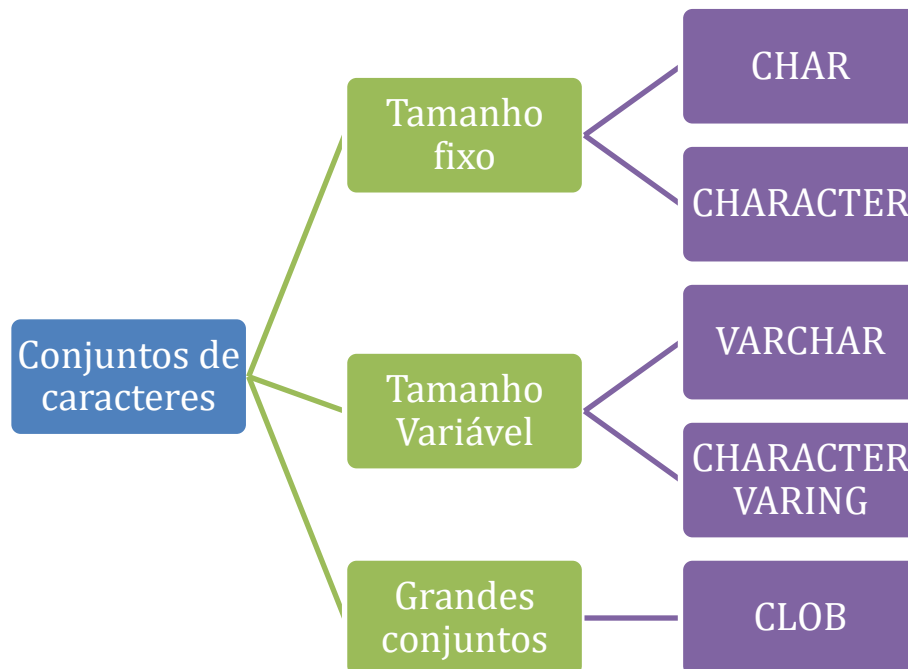 Conjuntos de
caracteres
Tamanho
fixo
CHAR
CHARACTER
Tamanho
Variável
VARCHAR
CHARACTER
VARING
Grandes
conjuntos
CLOB